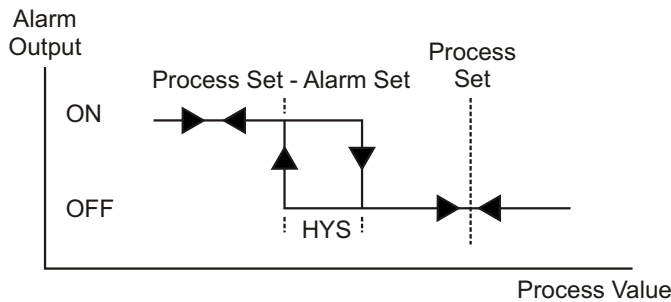 Alarm
Output
Process
Set
Process Set - Alarm Set
ON
OFF
HYS
Process Value